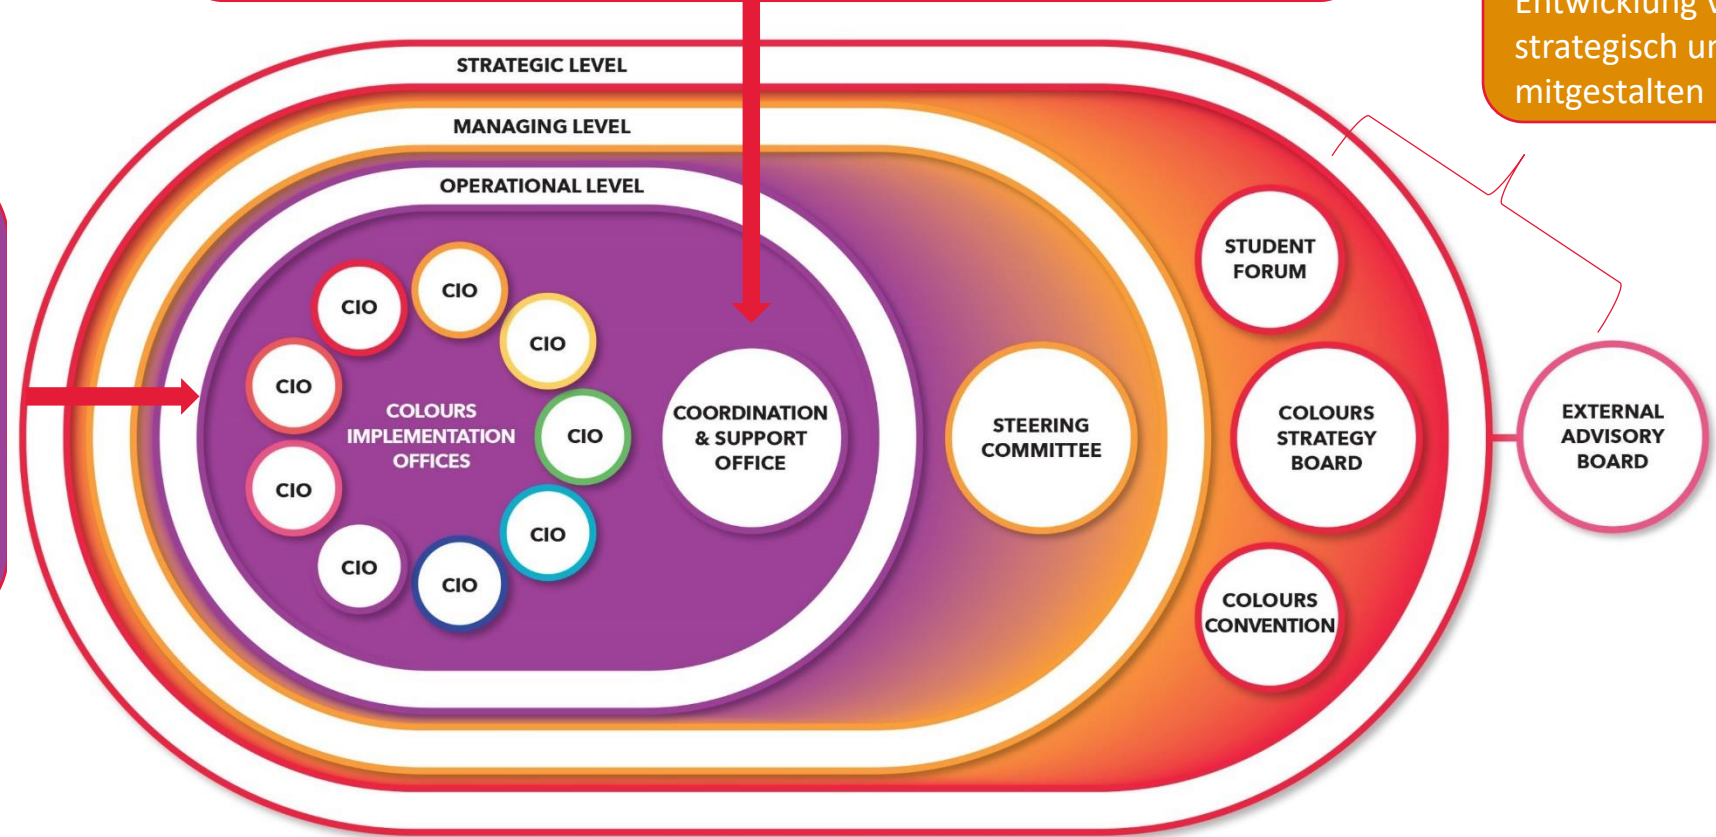 Entwicklung
strategisch
mitgestalten
STRATEGIC LEVEL
MANAGING LEVEL
OPERATIONAL LEVEL
CIO
CIO
CIO
CIO
CIO
CIO
CIO
CIO
CIO
COLOURS
IMPLEMENTATION
OFFICES
COORDINATION
& SUPPORT
OFFICE
STEERING
COMMITTEE
STUDENT
FORUM
COLOURS
STRATEGY
BOARD
COLOURS
CONVENTION
EXTERNAL
ADVISORY
BOARD